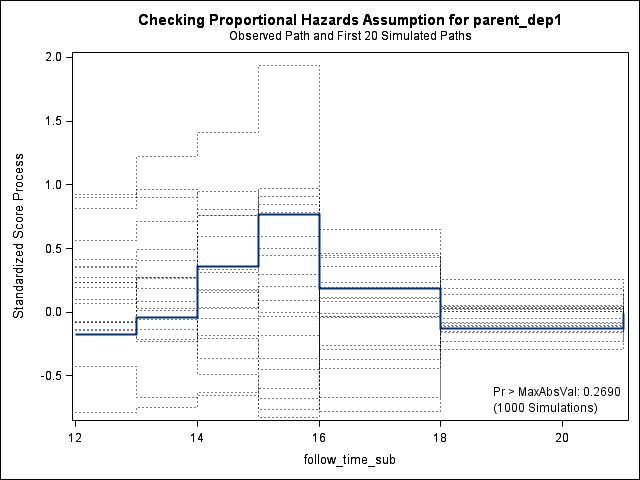 Checking Proportional Hazards Assumption for parent_dep1
Observed Path and First 20 Simulated Paths
2.0
1.5
1.0
0.5
0.0
-0.5
Standardized Score Process
Pr > MaxAbsVal: 0.2690
(1000 Simulations)
12 14 16 18 20
follow_time_sub